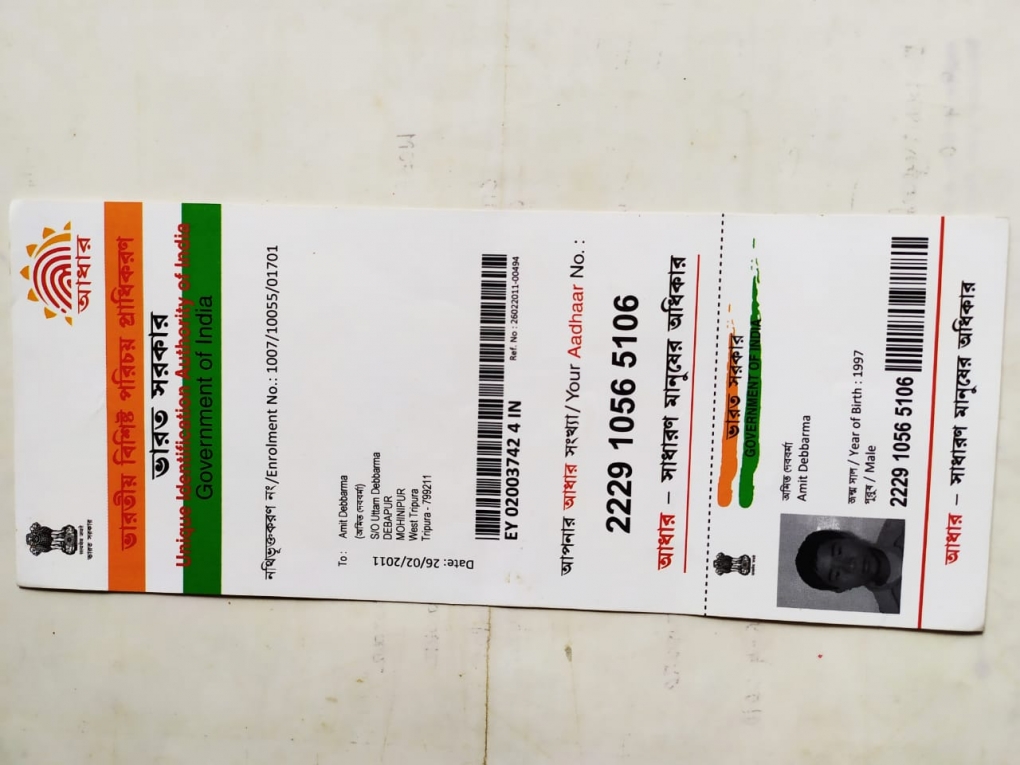 ভারত সরকার
আধার
ভারতীয় বিশিষ্ট পরিচয় প্রাধিকরণ
ভারত সরকার
Unique Identification Authority of India
Government of India
নথিভুক্তকরণ নং/Enrolment No.: 1007/10055/01701
To :
Amit Debbarma
(অমিত দেববর্মা)
S/O Uttam Debbarma
DEBAPUR
MOHINIPUR
West Tripura
Tripura - 799211
Date: 26/02/2011
EY 02003742 4 IN
Ref. No : 26022011-00494
আপনার আধার সংখ্যা/ Your Aadhaar No. :
2229 1056 5106
আধার – সাধারণ মানুষের অধিকার
ভারত সরকার
GOVERNMENT OF INDIA
অমিত দেববর্মা
Amit Debbarma
জন্ম সাল / Year of Birth : 1997
পুরুষ / Male
2229 1056 5106
আধার – সাধারণ মানুষের অধিকার